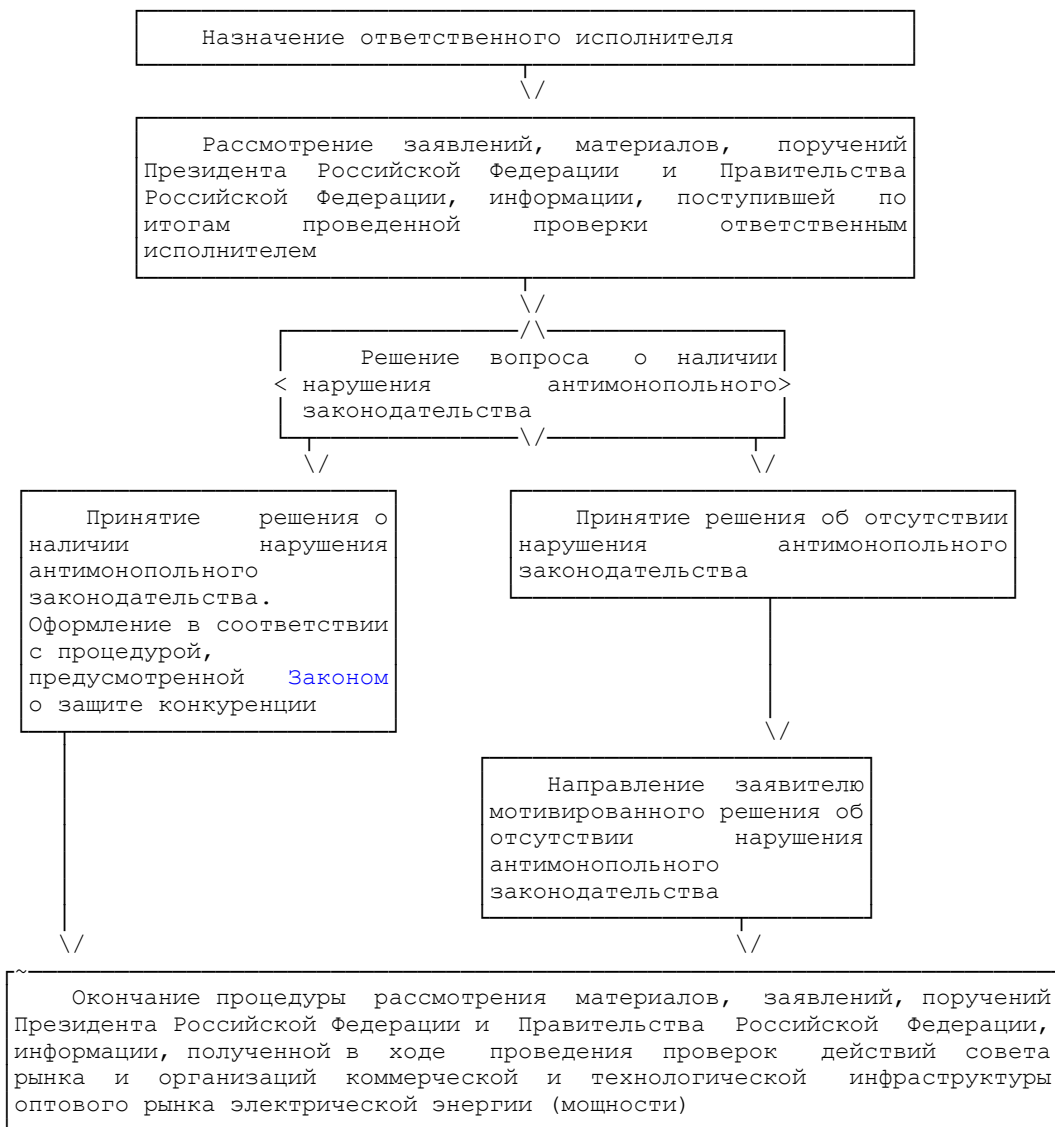 Назначение ответственного исполнителя
Рассмотрение заявлений, материалов, поручений
Президента Российской Федерации и Правительства
Российской Федерации, информации, поступившей по
итогам проведенной проверки ответственным
исполнителем
Решение вопроса о наличии
нарушения антимонопольного
законодательства
Принятие решения о
наличии нарушения
антимонопольного
законодательства.
Оформление в соответствии
с процедурой,
предусмотренной Законом
о защите конкуренции
Принятие решения об отсутствии
нарушения антимонопольного
законодательства
Направление заявителю
мотивированного решения об
отсутствии нарушения
антимонопольного
законодательства
Окончание процедуры рассмотрения материалов, заявлений, поручений
Президента Российской Федерации и Правительства Российской Федерации,
информации, полученной в ходе проведения проверок действий совета
рынка и организаций коммерческой и технологической инфраструктуры
оптового рынка электрической энергии (мощности)